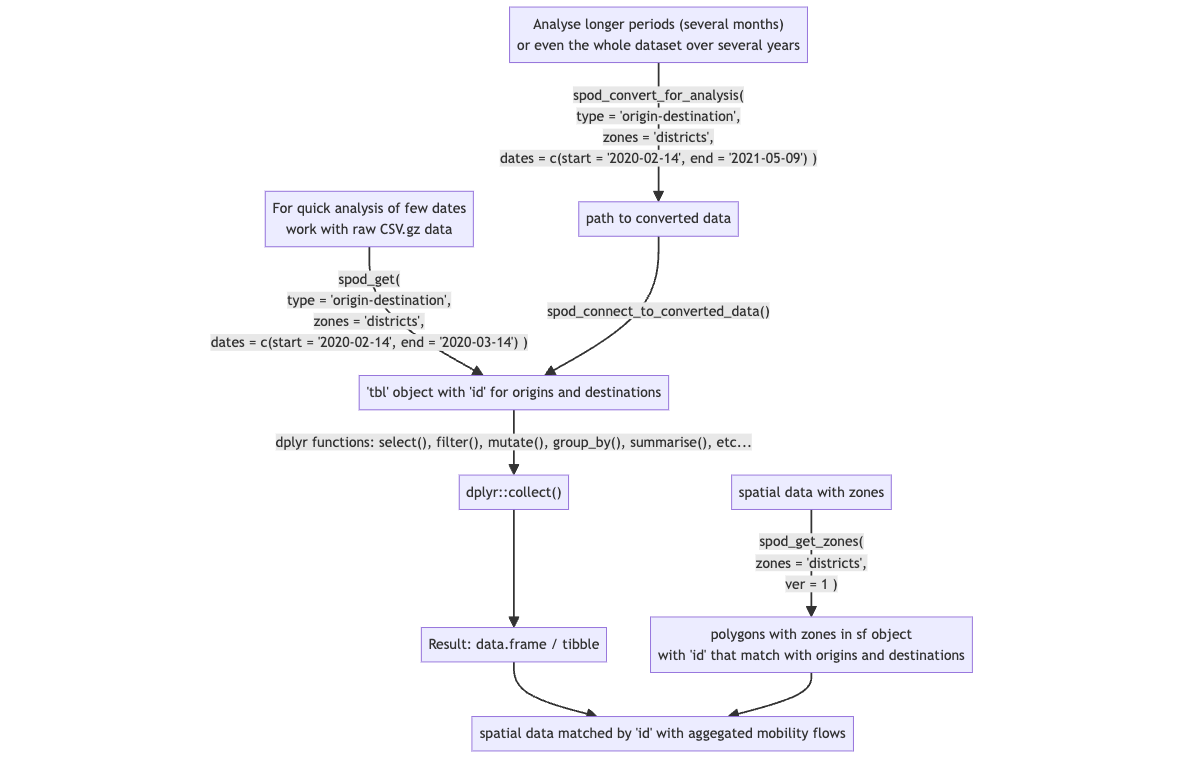 Analyse longer periods (several months)
or even the whole dataset over several years
spod_convert_for_analysis(
type = 'origin-destination',
zones = 'districts',
dates = c(start = '2020-02-14', end = '2021-05-09') )
For quick analysis of few dates
work with raw CSV.gz data
path to converted data
spod_get(
type = 'origin-destination',
zones = 'districts',
dates = c(start = '2020-02-14', end = '2020-03-14') )
spod_connect_to_converted_data()
'tbl' object with 'id' for origins and destinations
dplyr functions: select(), filter(), mutate(), group_by(), summarise(), etc...
dplyr::collect()
spatial data with zones
spod_get_zones(
zones = 'districts',
ver = 1 )
Result: data.frame / tibble
polygons with zones in sf object
with 'id' that match with origins and destinations
spatial data matched by 'id' with aggegated mobility flows